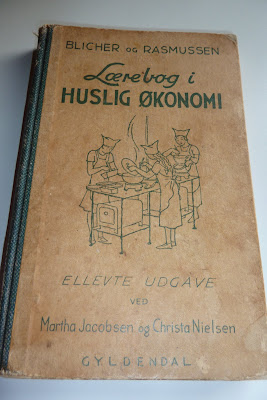 BLICHER OG RASMUSSEN
Lærebog i
HUSLIG ØKONOMI
ELLEVTE UDGAVE
VED
Martha Jacobsen og Christa Nielsen
GYLDENDAL